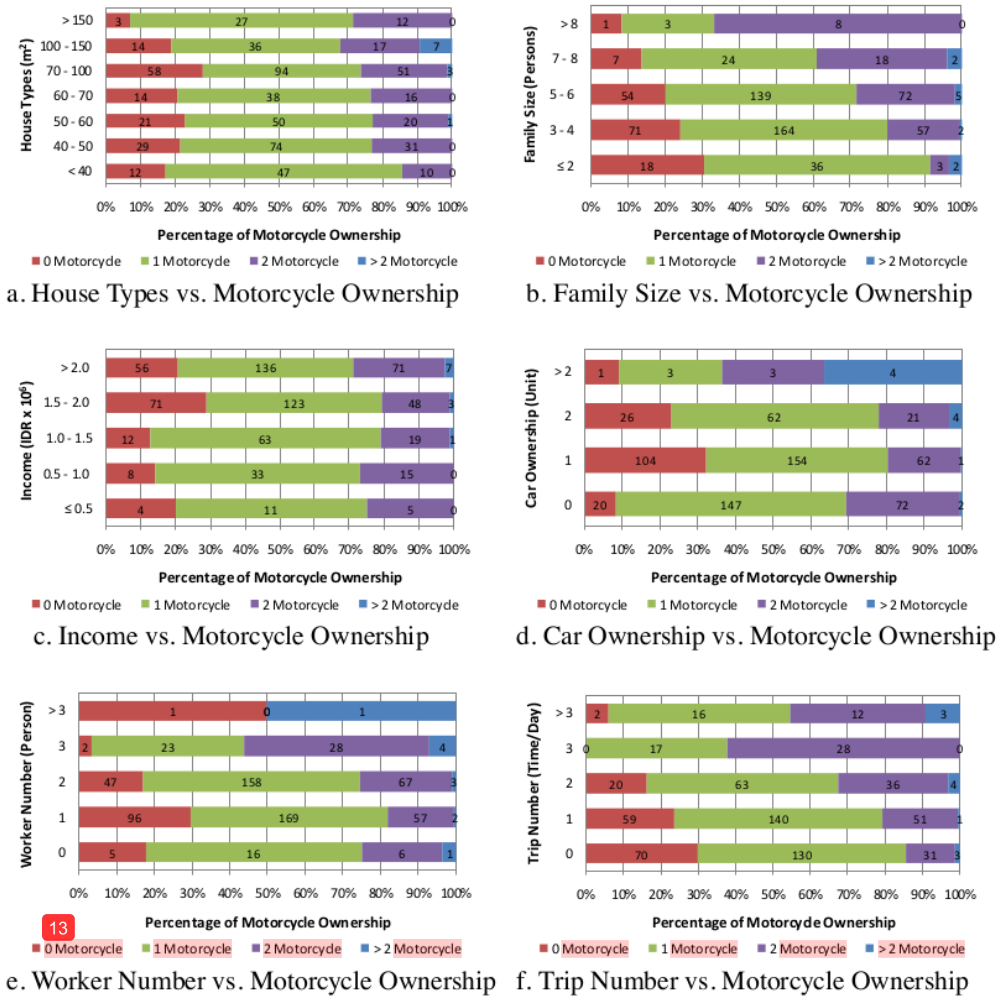 House Types (m²)
> 150 3 27 12 0
100 - 150 14 36 17 7
70 - 100 58 94 51 3
60 - 70 14 38 16 0
50 - 60 21 50 20 1
40 - 50 29 74 31 0
< 40 12 47 10 0
0% 10% 20% 30% 40% 50% 60% 70% 80% 90% 100%
Percentage of Motorcycle Ownership
0 Motorcycle 1 Motorcycle 2 Motorcycle > 2 Motorcycle
a. House Types vs. Motorcycle Ownership
Family Size (Persons)
> 8 1 3 8 0
7 - 8 7 24 18 2
5 - 6 54 139 72 5
3 - 4 71 164 57 2
≤ 2 18 36 3 2
0% 10% 20% 30% 40% 50% 60% 70% 80% 90% 100%
Percentage of Motorcycle Ownership
0 Motorcycle 1 Motorcycle 2 Motorcycle > 2 Motorcycle
b. Family Size vs. Motorcycle Ownership
Income (IDR x 10⁶)
> 2.0 56 136 71 7
1.5 - 2.0 71 123 48 3
1.0 - 1.5 12 63 19 1
0.5 - 1.0 8 33 15 0
≤ 0.5 4 11 5 0
0% 10% 20% 30% 40% 50% 60% 70% 80% 90% 100%
Percentage of Motorcycle Ownership
0 Motorcycle 1 Motorcycle 2 Motorcycle > 2 Motorcycle
c. Income vs. Motorcycle Ownership
Car Ownership (Unit)
> 2 1 3 3 4
2 26 62 21 4
1 104 154 62 1
0 20 147 72 2
0% 10% 20% 30% 40% 50% 60% 70% 80% 90% 100%
Percentage of Motorcycle Ownership
0 Motorcycle 1 Motorcycle 2 Motorcycle > 2 Motorcycle
d. Car Ownership vs. Motorcycle Ownership
Worker Number (Person)
> 3 1 0 1
3 2 23 28 4
2 47 158 67 3
1 96 169 57 2
0 5 16 6 1
0% 10% 20% 30% 40% 50% 60% 70% 80% 90% 100%
Percentage of Motorcycle Ownership
13
0 Motorcycle 1 Motorcycle 2 Motorcycle > 2 Motorcycle
e. Worker Number vs. Motorcycle Ownership
Trip Number (Time/Day)
> 3 2 16 12 3
3 0 17 28 0
2 20 63 36 4
1 59 140 51 1
0 70 130 31 3
0% 10% 20% 30% 40% 50% 60% 70% 80% 90% 100%
Percentage of Motorcycle Ownership
0 Motorcycle 1 Motorcycle 2 Motorcycle > 2 Motorcycle
f. Trip Number vs. Motorcycle Ownership